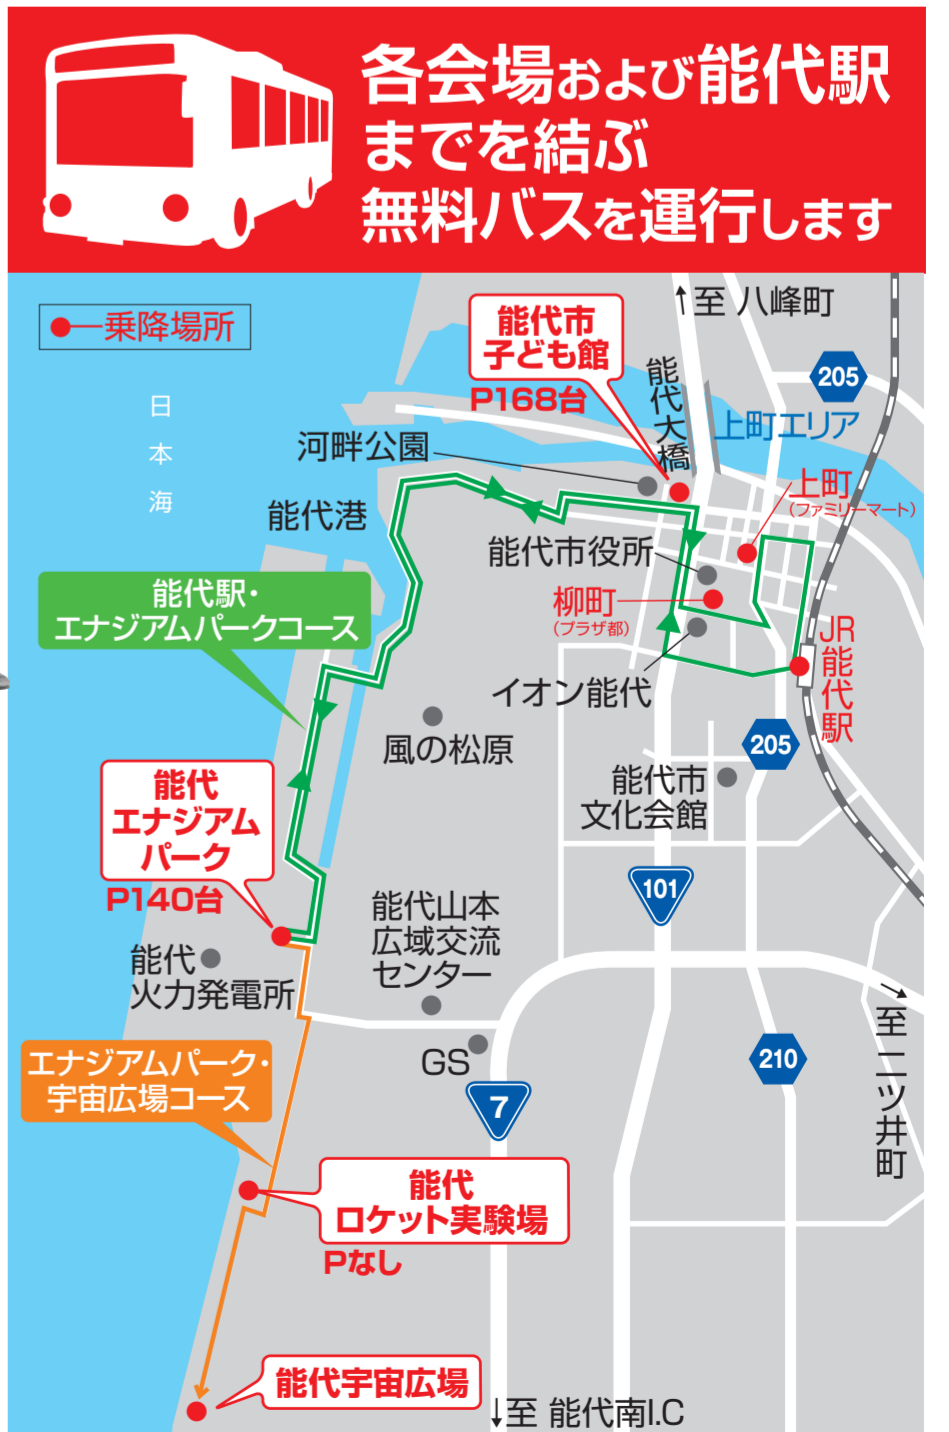 各会場および能代駅
までを結ぶ
無料バスを運行します
乗降場所
日本海
↑至 八峰町
能代市
子ども館
P168台
能代大橋
205
上町エリア
河畔公園
上町
(ファミリーマート)
能代港
能代市役所
能代駅・
エナジアムパークコース
柳町
(プラザ都)
JR能代駅
イオン能代
風の松原
205
能代市
文化会館
能代
エナジアム
パーク
P140台
101
能代山本
広域交流
センター
能代
火力発電所
→至 二ツ井町
GS
210
エナジアムパーク・
宇宙広場コース
7
能代
ロケット実験場
Pなし
能代宇宙広場
↓至 能代南I.C